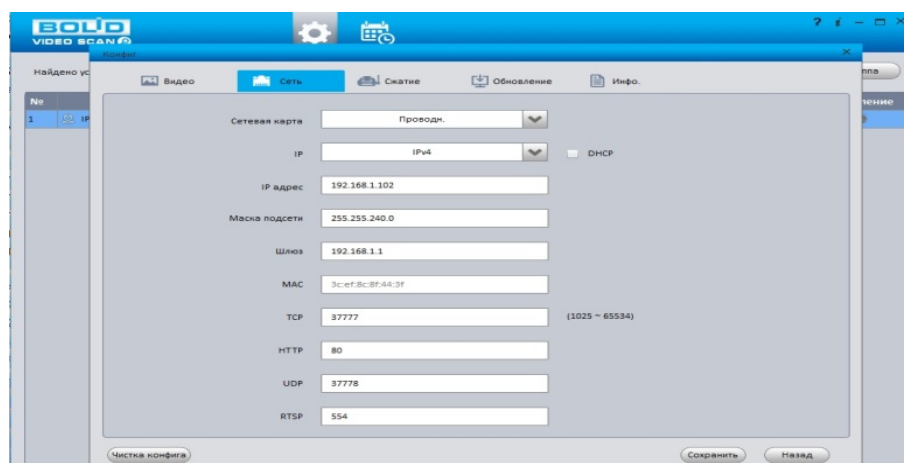 BOLID
VIDEO SCAN
Конфиг
Найдено ус
ппа
Видео
Сеть
Сжатие
Обновление
Инфо.
№
1
IP
Сетевая карта
Проводн.
IP
IPv4
DHCP
IP адрес
192.168.1.102
Маска подсети
255.255.240.0
Шлюз
192.168.1.1
MAC
3c:ef:8c:8f:44:3f
TCP
37777
(1025 ~ 65534)
HTTP
80
UDP
37778
RTSP
554
Чистка конфига
Сохранить
Назад